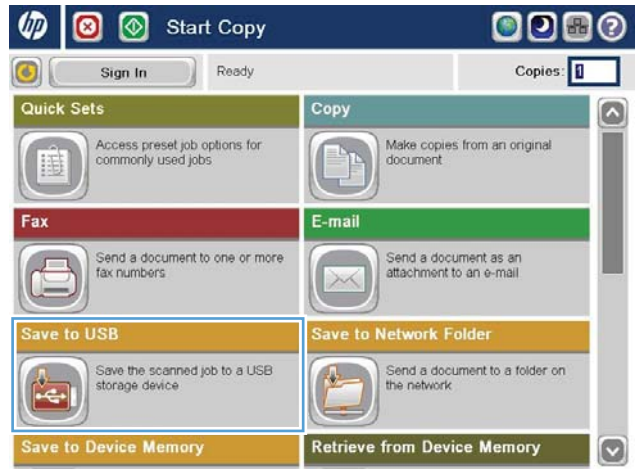 hp
Start Copy
?
Sign In
Ready
Copies: 1
Quick Sets
Access preset job options for
commonly used jobs
Copy
Make copies from an original
document
Fax
Send a document to one or more
fax numbers
E-mail
Send a document as an
attachment to an e-mail
Save to USB
Save the scanned job to a USB
storage device
Save to Network Folder
Send a document to a folder on
the network
Save to Device Memory
Retrieve from Device Memory